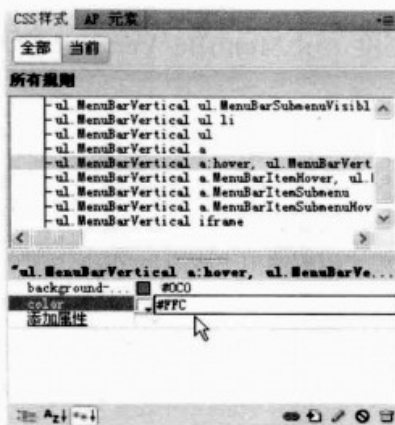 CSS样式 AP 元素
全部 当前
所有规则
ul.MenuBarVertical ul.MenuBarSubmenuVisibl
ul.MenuBarVertical ul li
ul.MenuBarVertical ul
ul.MenuBarVertical a
ul.MenuBarVertical a:hover, ul.MenuBarVert
ul.MenuBarVertical a.MenuBarItemHover, ul.
ul.MenuBarVertical a.MenuBarItemSubmenu
ul.MenuBarVertical a.MenuBarItemSubmenuHov
ul.MenuBarVertical iframe
"ul.MenuBarVertical a:hover, ul.MenuBarVe...
background-... #0C0
color #FFC
添加属性